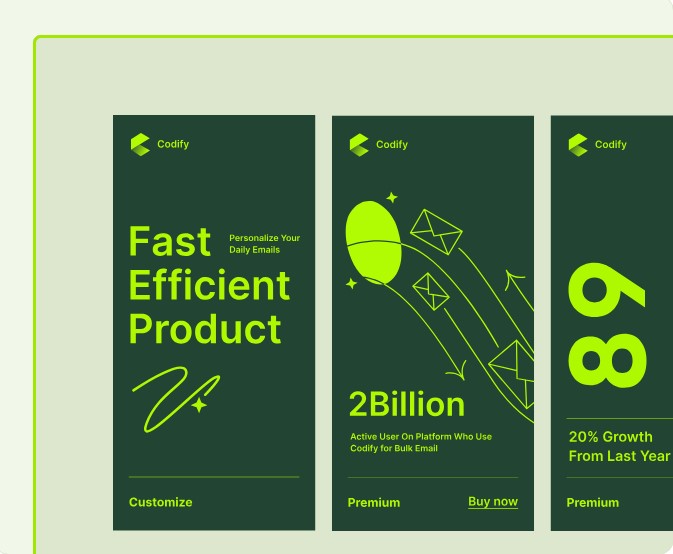 Codify
Fast
Personalize Your
Daily Emails
Efficient
Product
Customize
Codify
2Billion
Active User On Platform Who Use
Codify for Bulk Email
Premium
Buy now
Codify
89
20% Growth
From Last Year
Premium